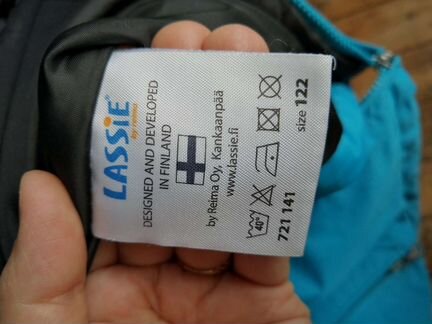 LASSiE
by reima
DESIGNED AND DEVELOPED
IN FINLAND
by Reima Oy, Kankaanpää
www.lassie.fi
40°
721 141
size 122